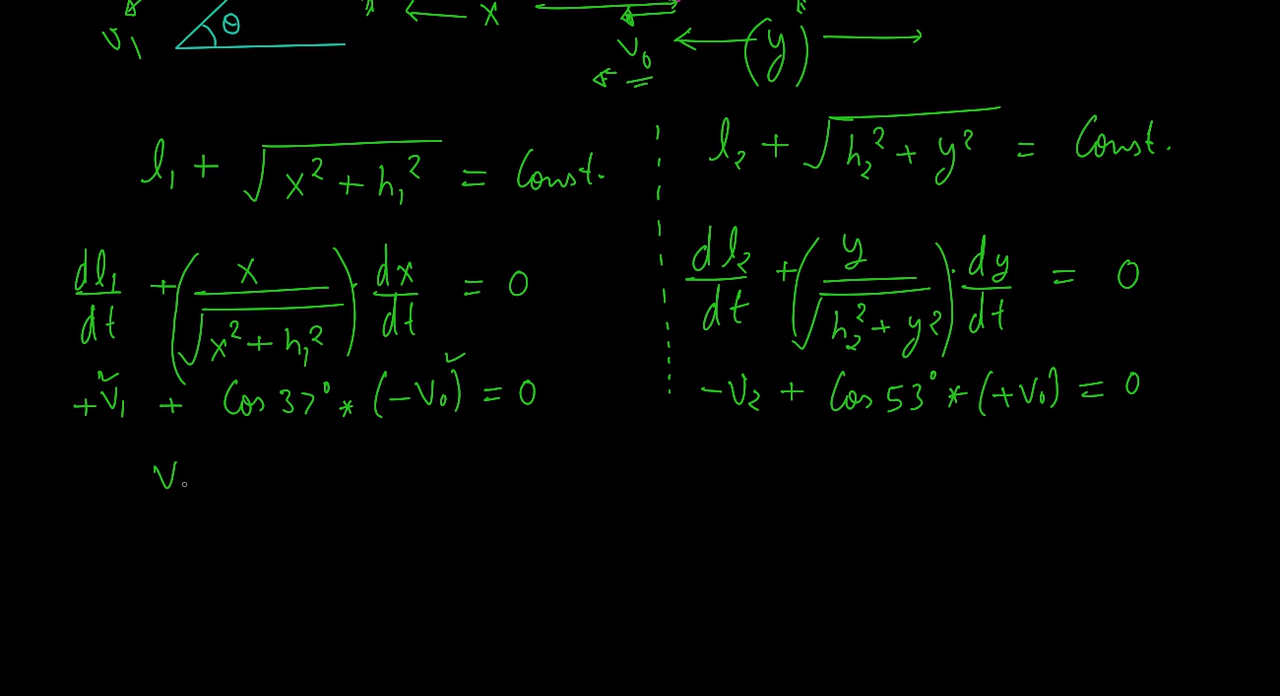 v₁ θ x v₀ (y)
l₁ + √(x² + h₁²) = Const.
l₂ + √(h₂² + y²) = Const.
dl₁/dt + (x/√(x² + h₁²)) · dx/dt = 0
dl₂/dt + (y/√(h₂² + y²)) · dy/dt = 0
+v₁ + Cos 37° * (-v₀) = 0
-v₂ + Cos 53° * (+v₀) = 0
v